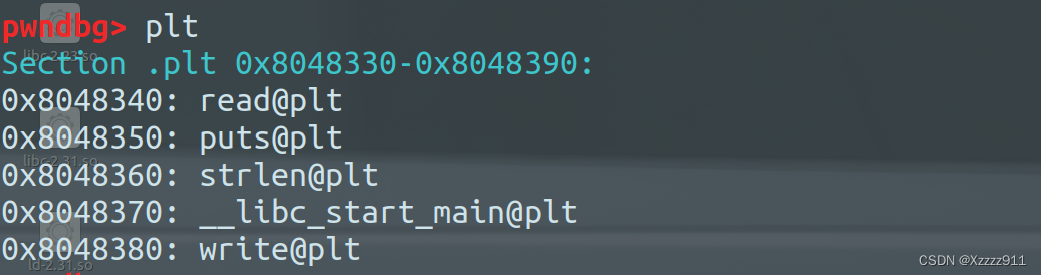 pwndbg> plt
libc-2.23.so
Section .plt 0x8048330-0x8048390:
0x8048340: read@plt
0x8048350: puts@plt
libc-2.31.so
0x8048360: strlen@plt
0x8048370: __libc_start_main@plt
0x8048380: write@plt
ld-2.31.so
CSDN @Xzzzz911